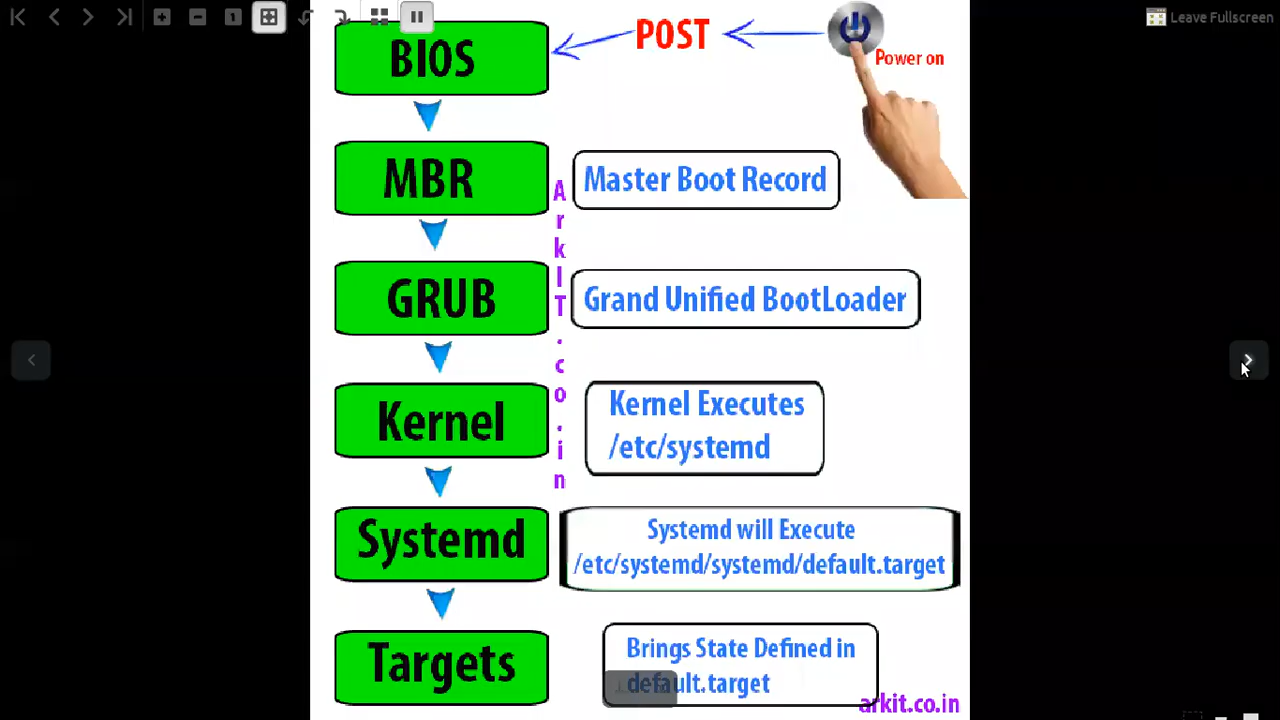 Leave Fullscreen
POST
Power on
BIOS
MBR
Master Boot Record
ArkIT.co.in
GRUB
Grand Unified BootLoader
Kernel
Kernel Executes
/etc/systemd
Systemd
Systemd will Execute
/etc/systemd/systemd/default.target
Targets
Brings State Defined in
default.target
arkit.co.in